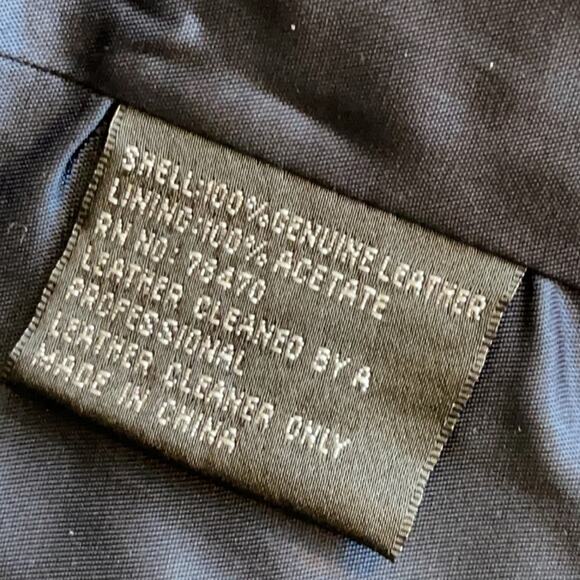 SHELL:100%GENUINE LEATHER
LINING:100% ACETATE
RN NO: 76470
LEATHER CLEANED BY A
PROFESSIONAL
LEATHER CLEANER ONLY
MADE IN CHINA